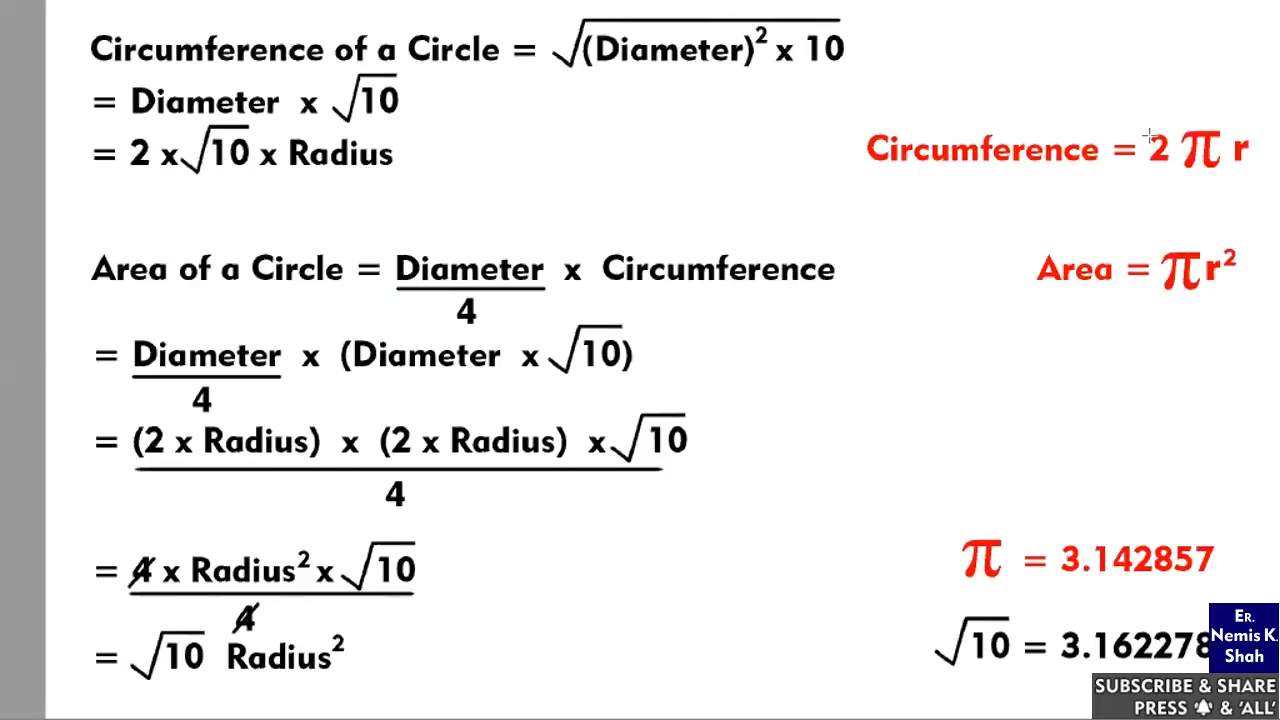 Circumference of a Circle = √(Diameter)² x 10
= Diameter x √10
= 2 x √10 x Radius
Circumference = 2 π r
Area of a Circle = Diameter x Circumference
4
Area = πr²
= Diameter x (Diameter x √10)
4
= (2 x Radius) x (2 x Radius) x √10
4
= 4 x Radius² x √10
4
= √10 Radius²
π = 3.142857
√10 = 3.162278
ER.
Nemis K.
Shah
SUBSCRIBE & SHARE
PRESS 🔔 & 'ALL'